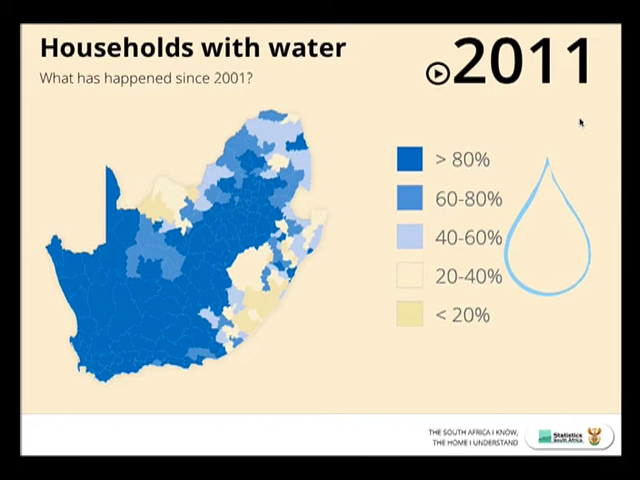 Households with water
What has happened since 2001?
2011
> 80%
60-80%
40-60%
20-40%
< 20%
THE SOUTH AFRICA I KNOW,
THE HOME I UNDERSTAND
Statistics
South Africa